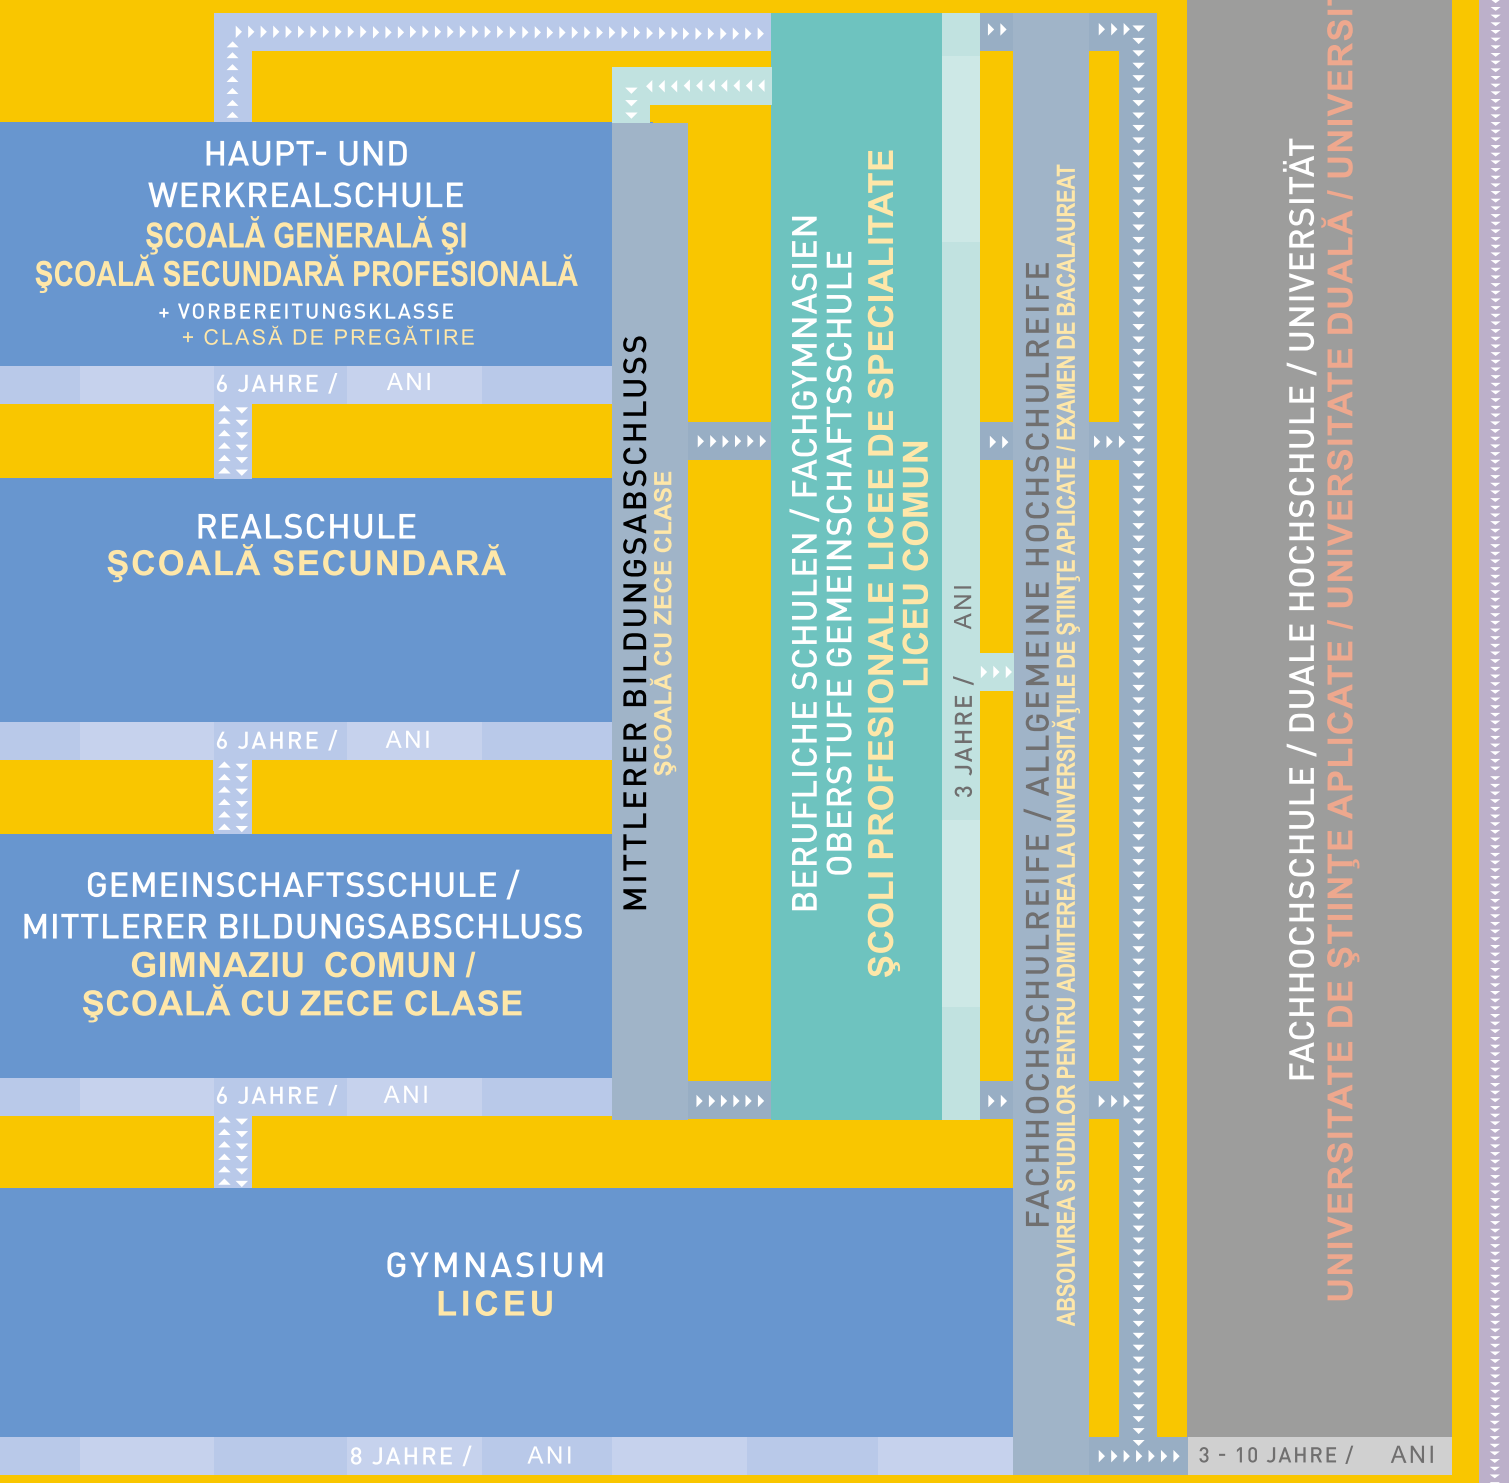 HAUPT- UND
WERKREALSCHULE
ŞCOALĂ GENERALĂ ŞI
ŞCOALĂ SECUNDARĂ PROFESIONALĂ
+ VORBEREITUNGSKLASSE
+ CLASĂ DE PREGĂTIRE
6 JAHRE / ANI
REALSCHULE
ŞCOALĂ SECUNDARĂ
6 JAHRE / ANI
GEMEINSCHAFTSSCHULE /
MITTLERER BILDUNGSABSCHLUSS
GIMNAZIU COMUN /
ŞCOALĂ CU ZECE CLASE
6 JAHRE / ANI
GYMNASIUM
LICEU
8 JAHRE / ANI
MITTLERER BILDUNGSABSCHLUSS
ŞCOALĂ CU ZECE CLASE
BERUFLICHE SCHULEN / FACHGYMNASIEN
OBERSTUFE GEMEINSCHAFTSSCHULE
ŞCOLI PROFESIONALE LICEE DE SPECIALITATE
LICEU COMUN
3 JAHRE / ANI
FACHHOCHSCHULREIFE / ALLGEMEINE HOCHSCHULREIFE
ABSOLVIREA STUDIILOR PENTRU ADMITEREA LA UNIVERSITĂŢILE DE ŞTIINŢE APLICATE / EXAMEN DE BACALAUREAT
FACHHOCHSCHULE / DUALE HOCHSCHULE / UNIVERSITÄT
UNIVERSITATE DE ŞTIINŢE APLICATE / UNIVERSITATE DUALĂ / UNIVERSIT
3 - 10 JAHRE / ANI